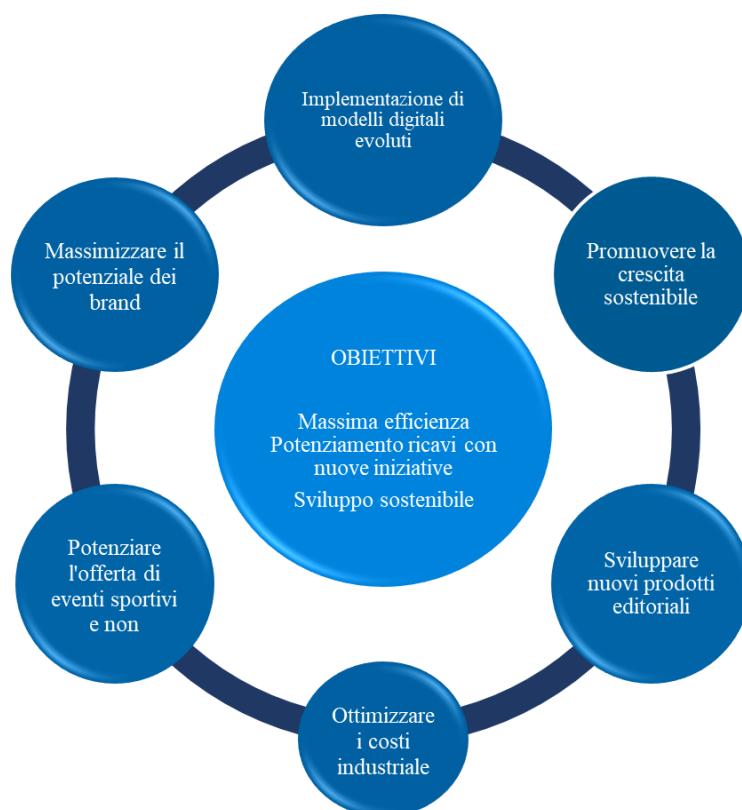 Implementazione di
modelli digitali
evoluti
Promuovere la
crescita
sostenibile
Sviluppare
nuovi prodotti
editoriali
Ottimizzare
i costi
industriale
Potenziare
l'offerta di
eventi sportivi
e non
Massimizzare il
potenziale dei
brand
OBIETTIVI
Massima efficienza
Potenziamento ricavi con
nuove iniziative
Sviluppo sostenibile